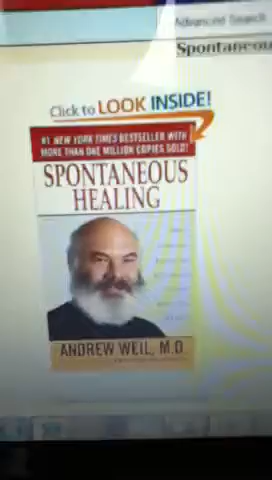 Advanced Search
Spontaneou
Click to LOOK INSIDE!
#1 NEW YORK TIMES BESTSELLER WITH
MORE THAN ONE MILLION COPIES SOLD!
SPONTANEOUS
HEALING
ANDREW WEIL, M.D.